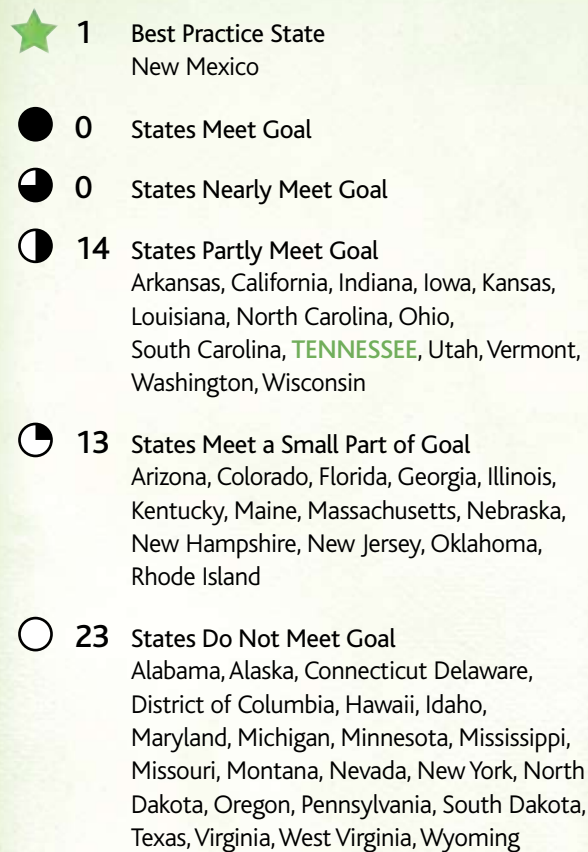 1 Best Practice State
New Mexico
0 States Meet Goal
0 States Nearly Meet Goal
14 States Partly Meet Goal
Arkansas, California, Indiana, Iowa, Kansas,
Louisiana, North Carolina, Ohio,
South Carolina, TENNESSEE, Utah, Vermont,
Washington, Wisconsin
13 States Meet a Small Part of Goal
Arizona, Colorado, Florida, Georgia, Illinois,
Kentucky, Maine, Massachusetts, Nebraska,
New Hampshire, New Jersey, Oklahoma,
Rhode Island
23 States Do Not Meet Goal
Alabama, Alaska, Connecticut Delaware,
District of Columbia, Hawaii, Idaho,
Maryland, Michigan, Minnesota, Mississippi,
Missouri, Montana, Nevada, New York, North
Dakota, Oregon, Pennsylvania, South Dakota,
Texas, Virginia, West Virginia, Wyoming